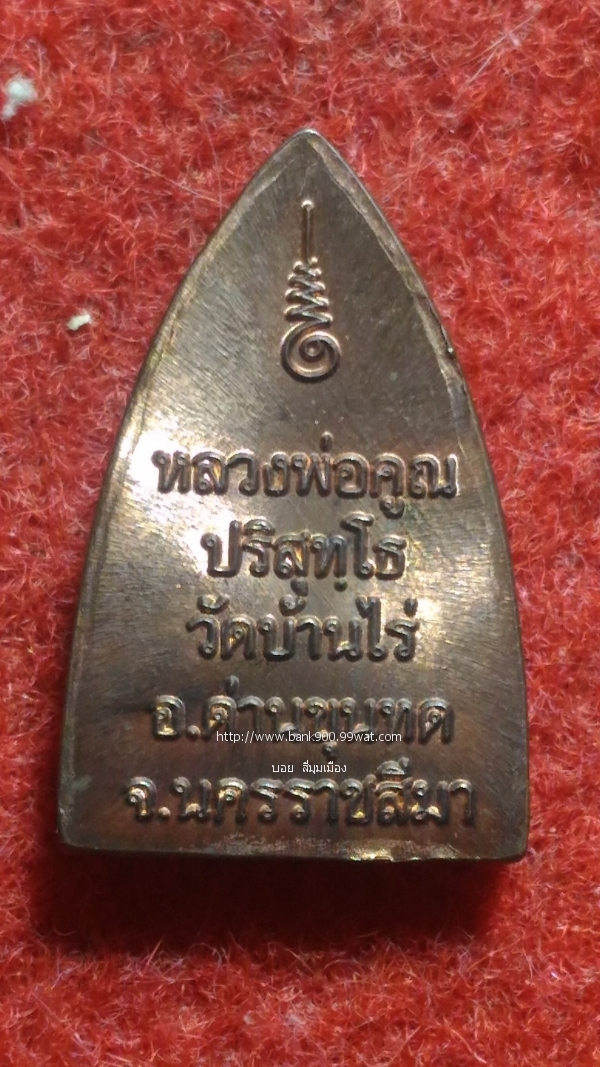 หลวงพ่อคูณ
ปริสุทฺโธ
วัดบ้านไร่
อ.ด่านขุนทด
http://www.bank900.99wat.com
บอย สี่มุมเมือง
จ.นครราชสีมา